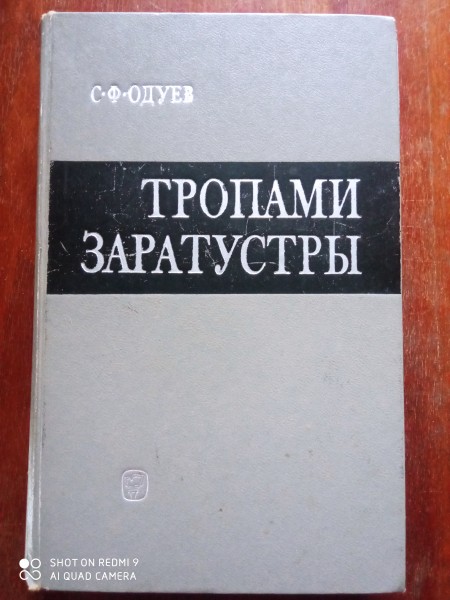 С·Ф·ОДУЕВ
ТРОПАМИ
ЗАРАТУСТРЫ
SHOT ON REDMI 9
AI QUAD CAMERA